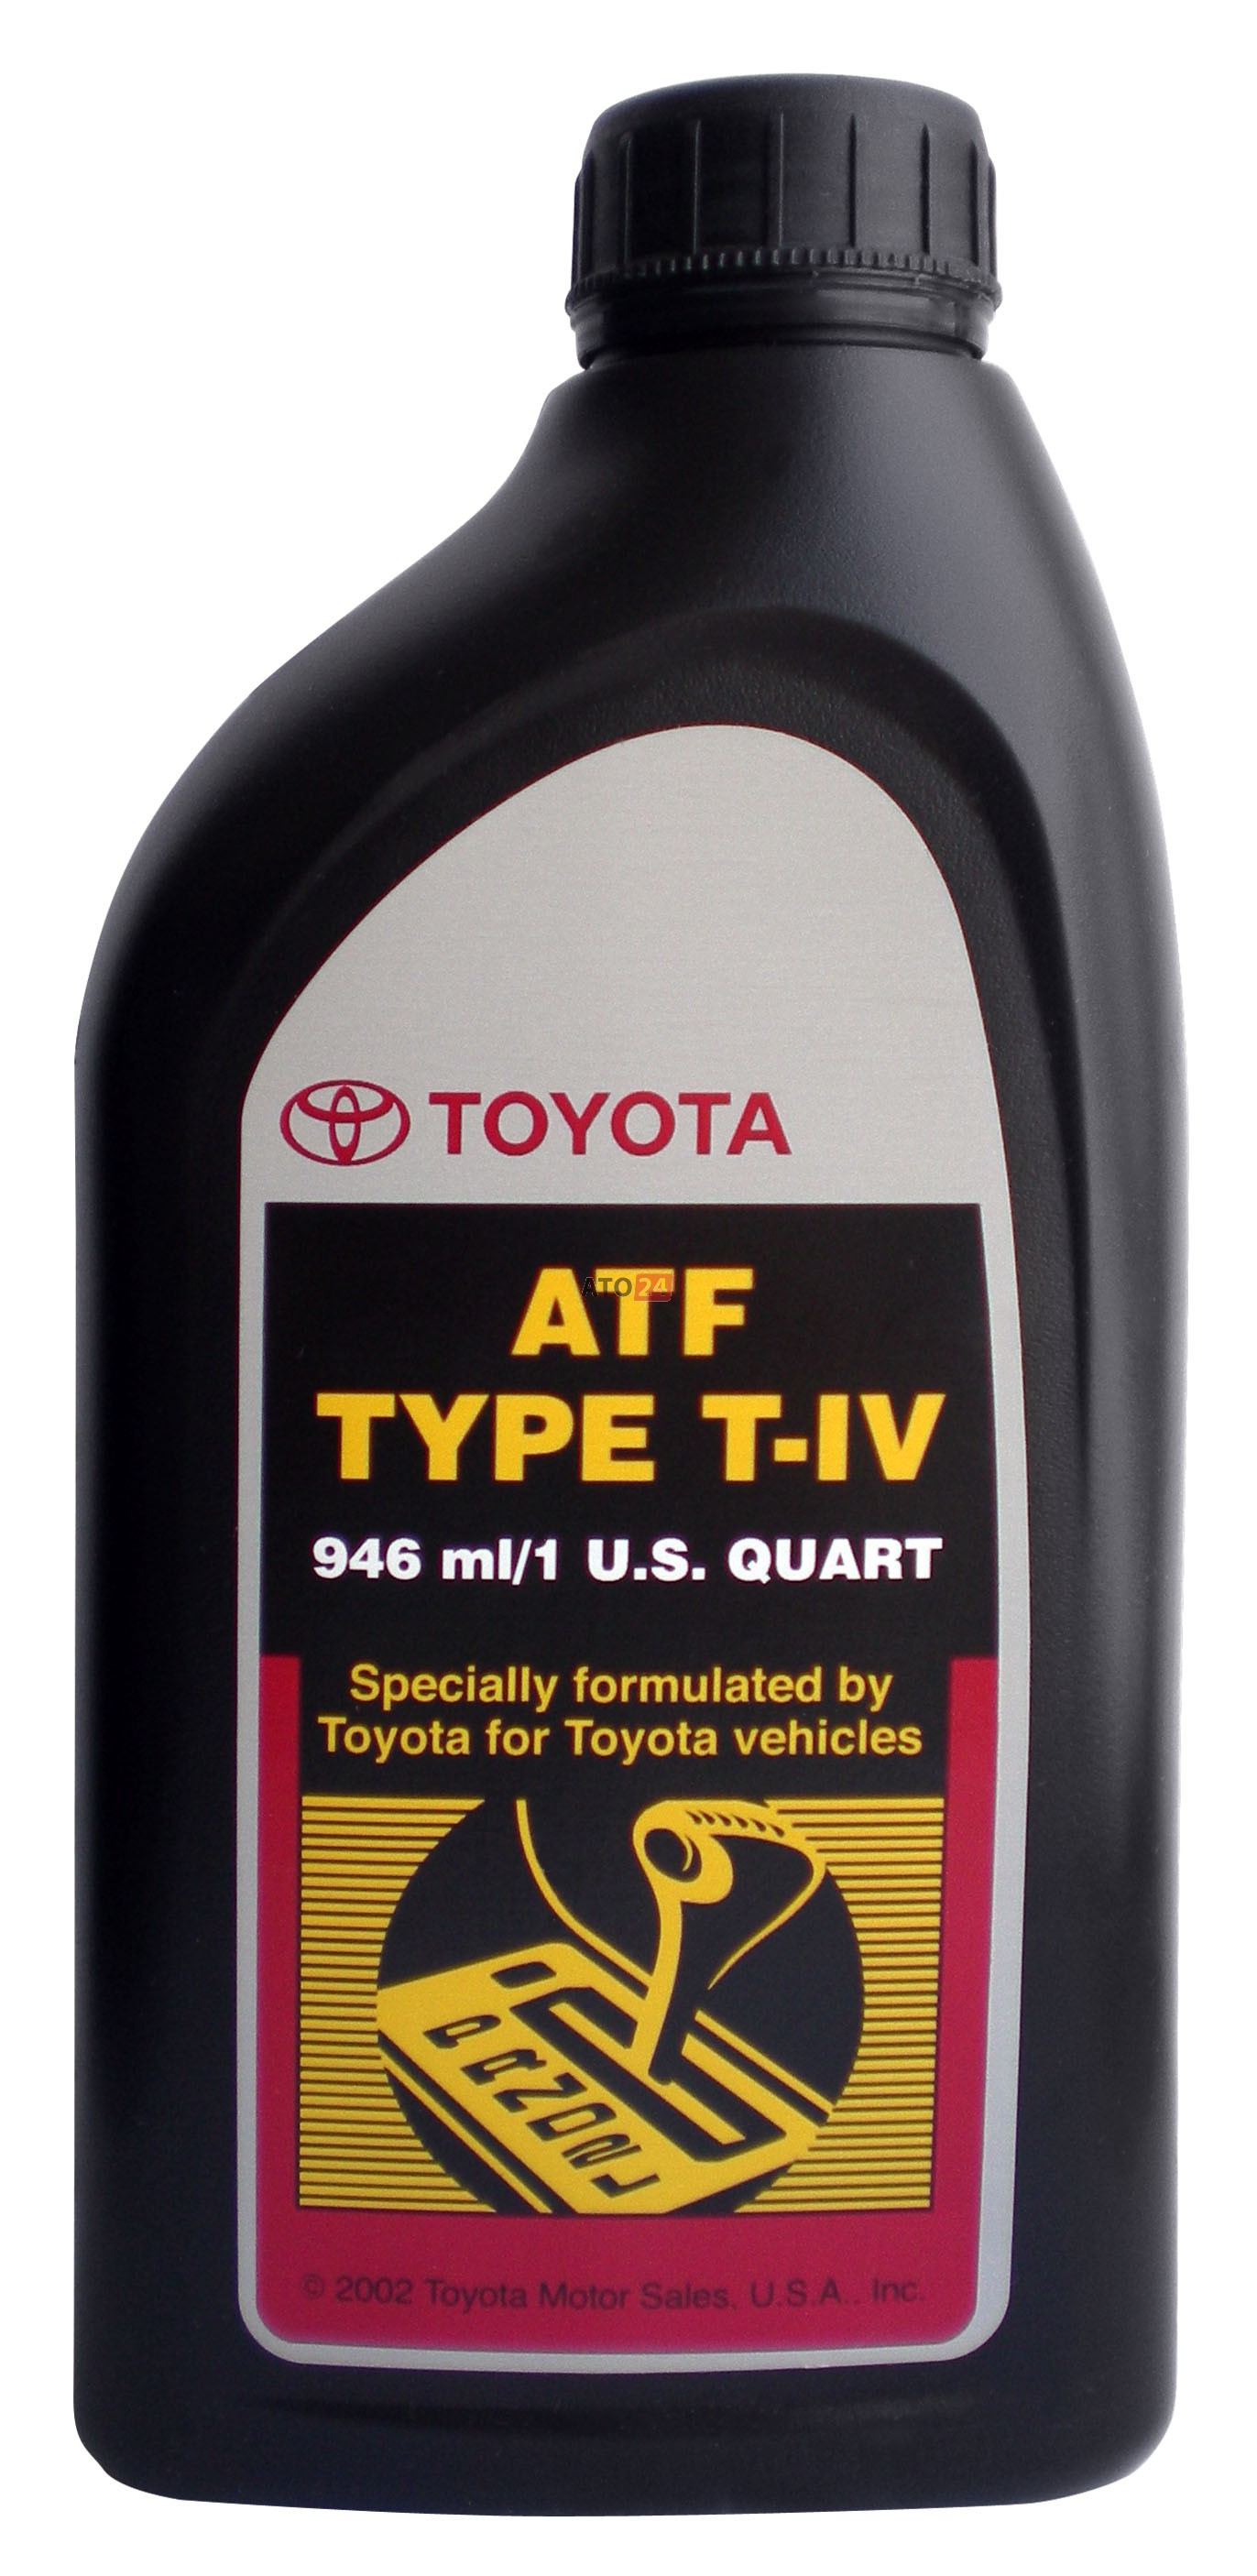 TOYOTA
ATF
ATO24
TYPE T-IV
946 ml/1 U.S. QUART
Specially formulated by
Toyota for Toyota vehicles
P R N D 2 L
© 2002 Toyota Motor Sales, U.S.A., Inc.